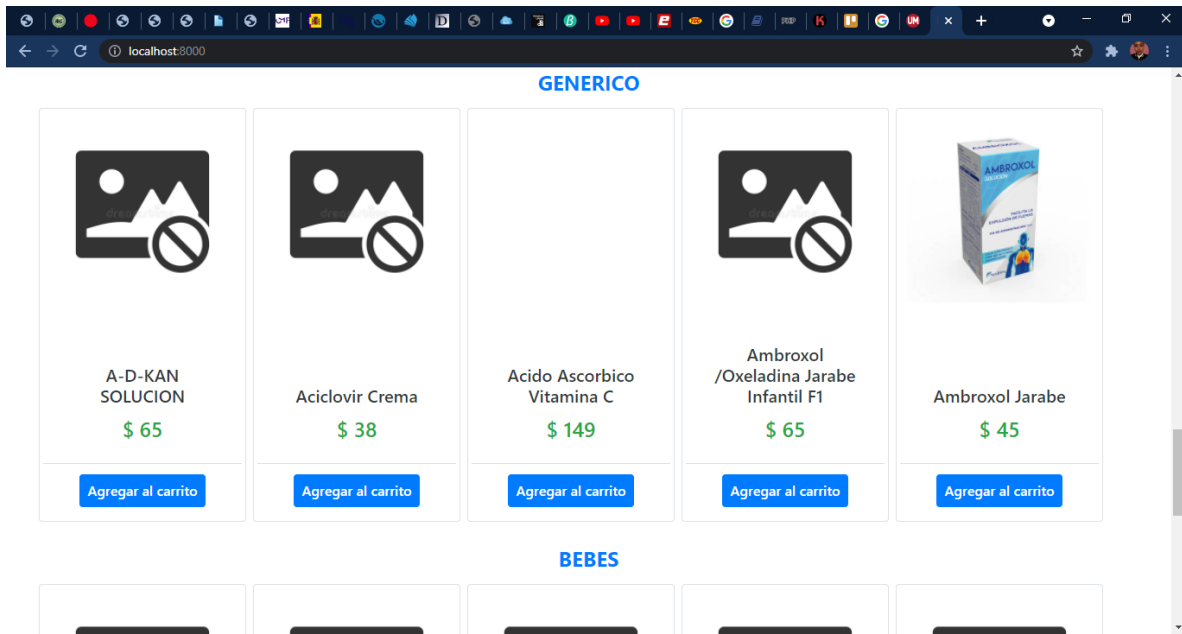 localhost:8000
GENERICO
AMBROXOL
A-D-KAN
SOLUCION
$ 65
Agregar al carrito
Aciclovir Crema
$ 38
Agregar al carrito
Acido Ascorbico
Vitamina C
$ 149
Agregar al carrito
Ambroxol
/Oxeladina Jarabe
Infantil F1
$ 65
Agregar al carrito
Ambroxol Jarabe
$ 45
Agregar al carrito
BEBES